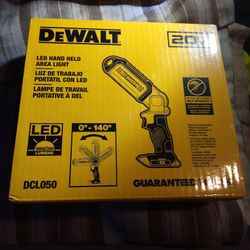 DEWALT
20V
LED HAND HELD
AREA LIGHT
LUZ DE TRABAJO
PORTÁTIL CON LED
LAMPE DE TRAVAIL
PORTATIVE À DEL
LED
LUMENS
0° - 140°
DCL050
GUARANTEED